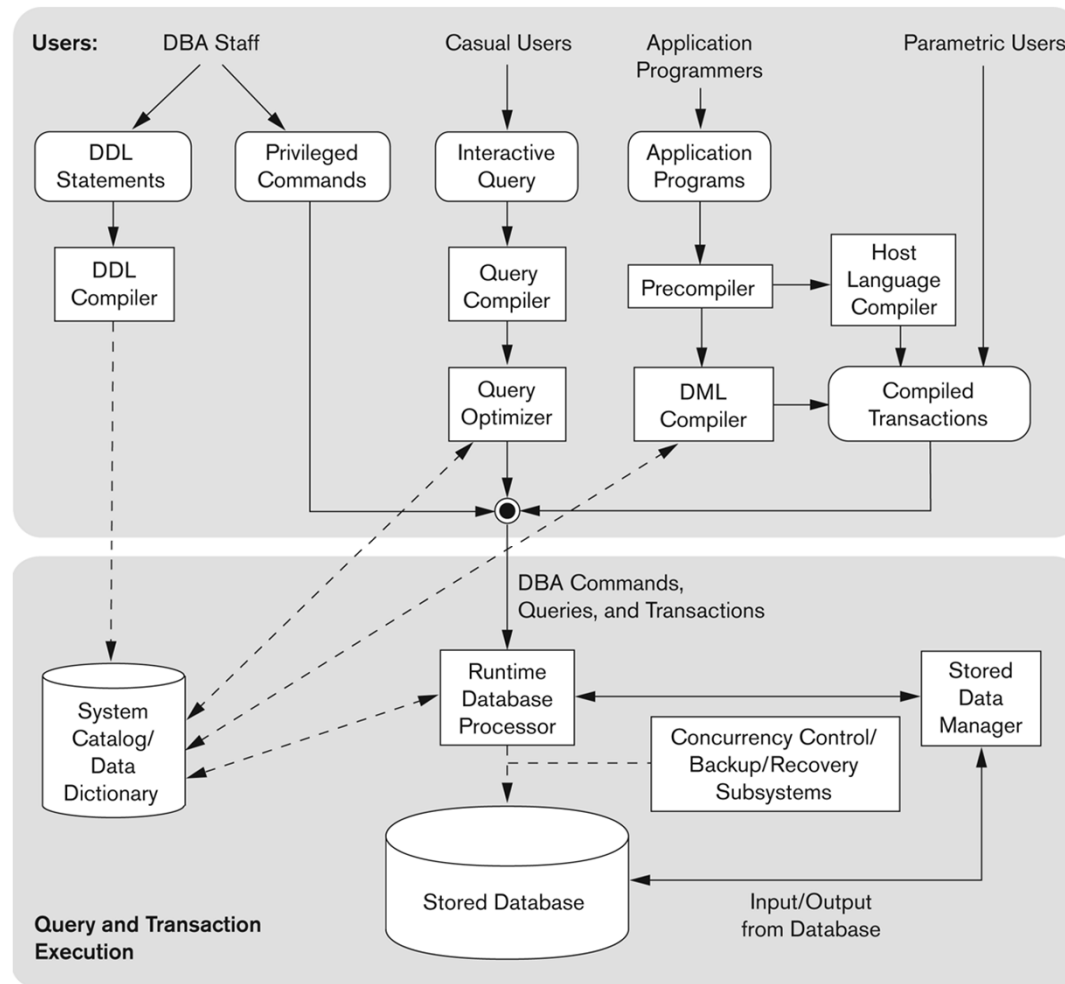 Users:
DBA Staff
Casual Users
Application
Programmers
Parametric Users
DDL
Statements
Privileged
Commands
Interactive
Query
Application
Programs
DDL
Compiler
Query
Compiler
Precompiler
Host
Language
Compiler
Query
Optimizer
DML
Compiler
Compiled
Transactions
DBA Commands,
Queries, and Transactions
System
Catalog/
Data
Dictionary
Runtime
Database
Processor
Stored
Data
Manager
Concurrency Control/
Backup/Recovery
Subsystems
Stored Database
Input/Output
from Database
Query and Transaction
Execution